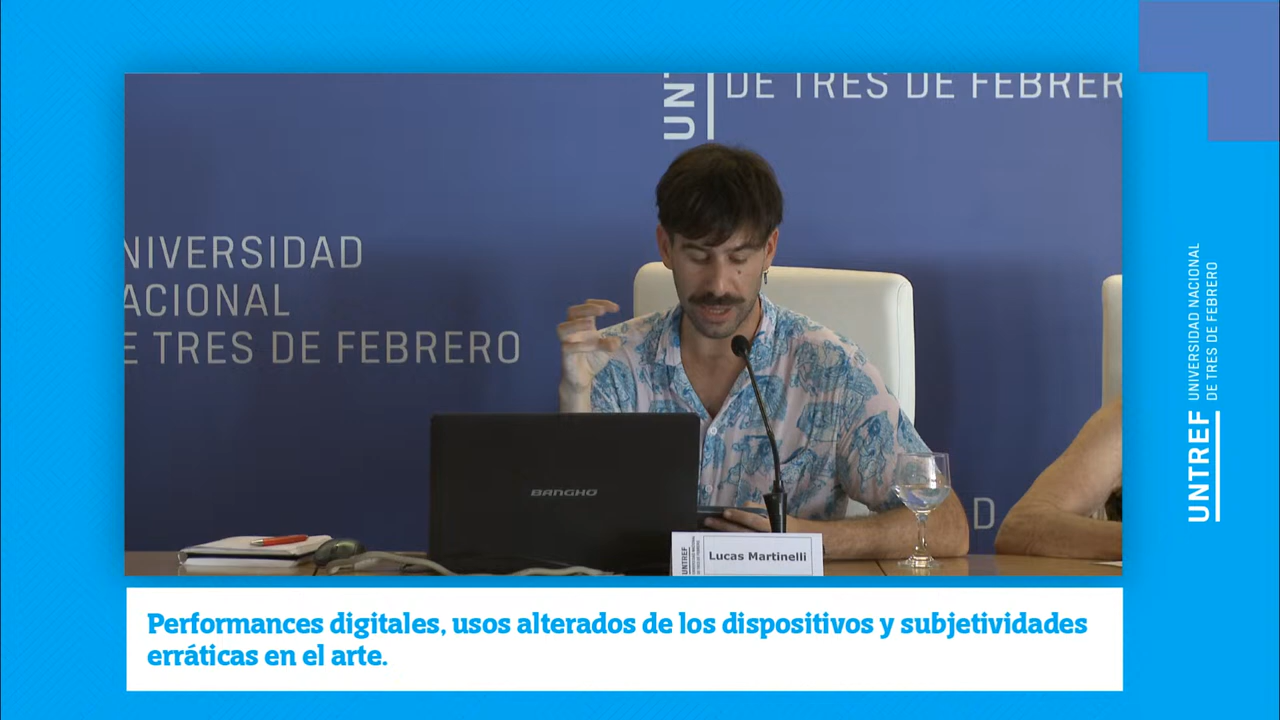 UNT
DE TRES DE FEBRER
NIVERSIDAD
ACIONAL
E TRES DE FEBRERO
D
BANGHO
UNTREF
Lucas Martinelli
UNTREF
UNIVERSIDAD NACIONAL
DE TRES DE FEBRERO
Performances digitales, usos alterados de los dispositivos y subjetividades
erráticas en el arte.